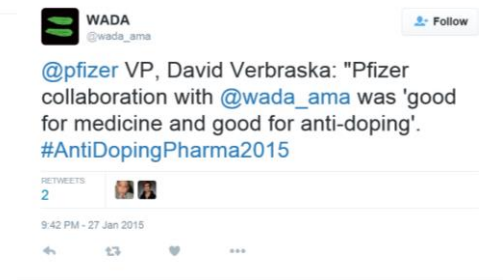 WADA
@wada_ama
Follow
@pfizer VP, David Verbraska: "Pfizer
collaboration with @wada_ama was 'good
for medicine and good for anti-doping'.
#AntiDopingPharma2015
RETWEETS
2
9:42 PM - 27 Jan 2015